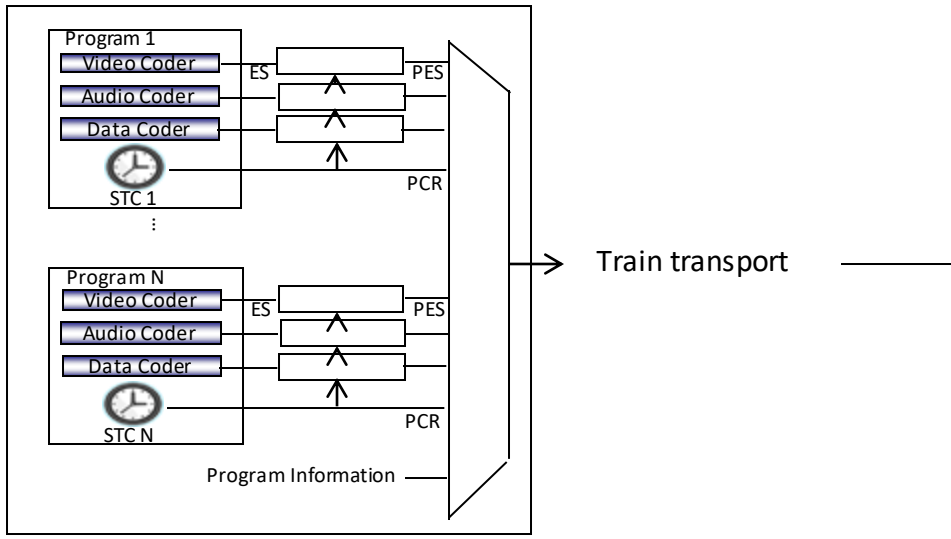 Program 1
Video Coder
ES
PES
Audio Coder
Data Coder
PCR
STC 1
...
Train transport
Program N
Video Coder
ES
PES
Audio Coder
Data Coder
PCR
STC N
Program Information